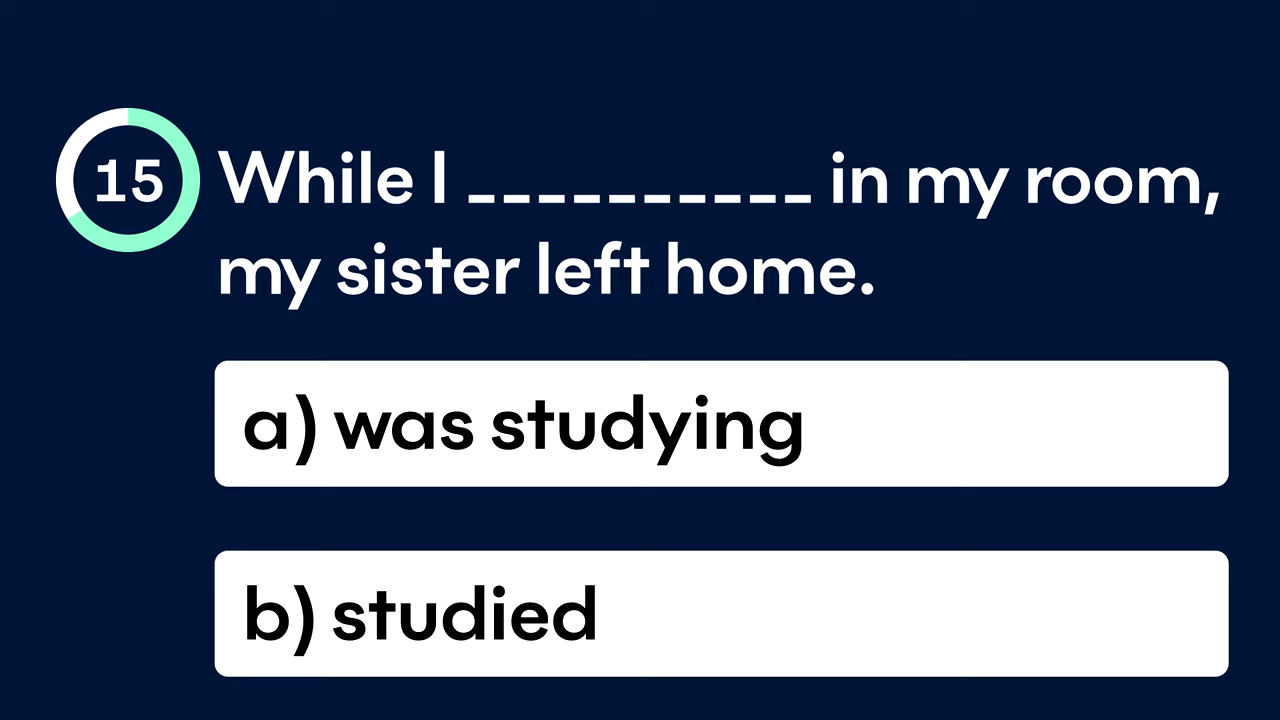 15
While I __________ in my room,
my sister left home.
a) was studying
b) studied